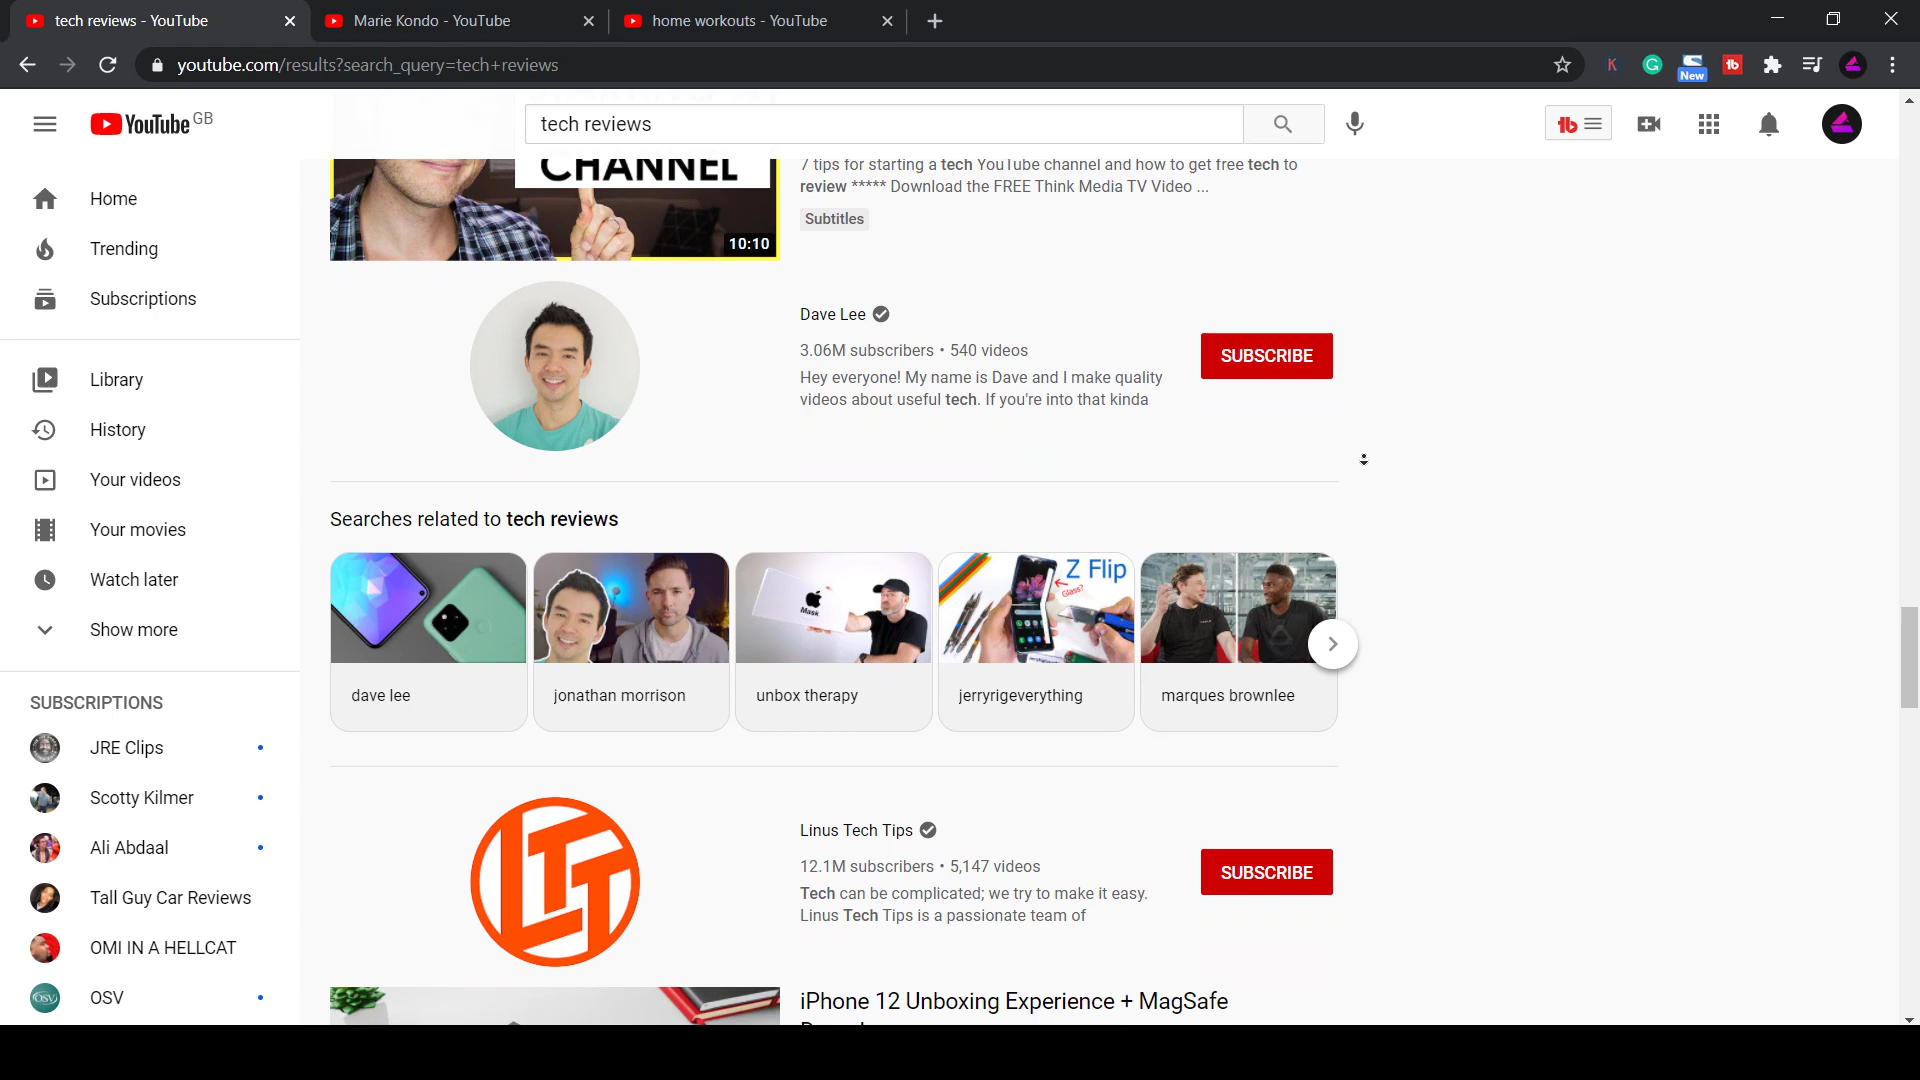 tech reviews - YouTube
Marie Kondo - YouTube
home workouts - YouTube
youtube.com/results?search_query=tech+reviews
K
New
tb
YouTube GB
tech reviews
tb
CHANNEL
10:10
7 tips for starting a tech YouTube channel and how to get free tech to
review ***** Download the FREE Think Media TV Video ...
Subtitles
Home
Trending
Subscriptions
Library
History
Your videos
Your movies
Watch later
Show more
SUBSCRIPTIONS
JRE Clips
Scotty Kilmer
Ali Abdaal
Tall Guy Car Reviews
OMI IN A HELLCAT
OSV
OSV
Dave Lee
3.06M subscribers • 540 videos
Hey everyone! My name is Dave and I make quality
videos about useful tech. If you're into that kinda
SUBSCRIBE
Searches related to tech reviews
Mask
Z Flip
Glass?
dave lee
jonathan morrison
unbox therapy
jerryrigeverything
marques brownlee
LTT
Linus Tech Tips
12.1M subscribers • 5,147 videos
Tech can be complicated; we try to make it easy.
Linus Tech Tips is a passionate team of
SUBSCRIBE
iPhone 12 Unboxing Experience + MagSafe